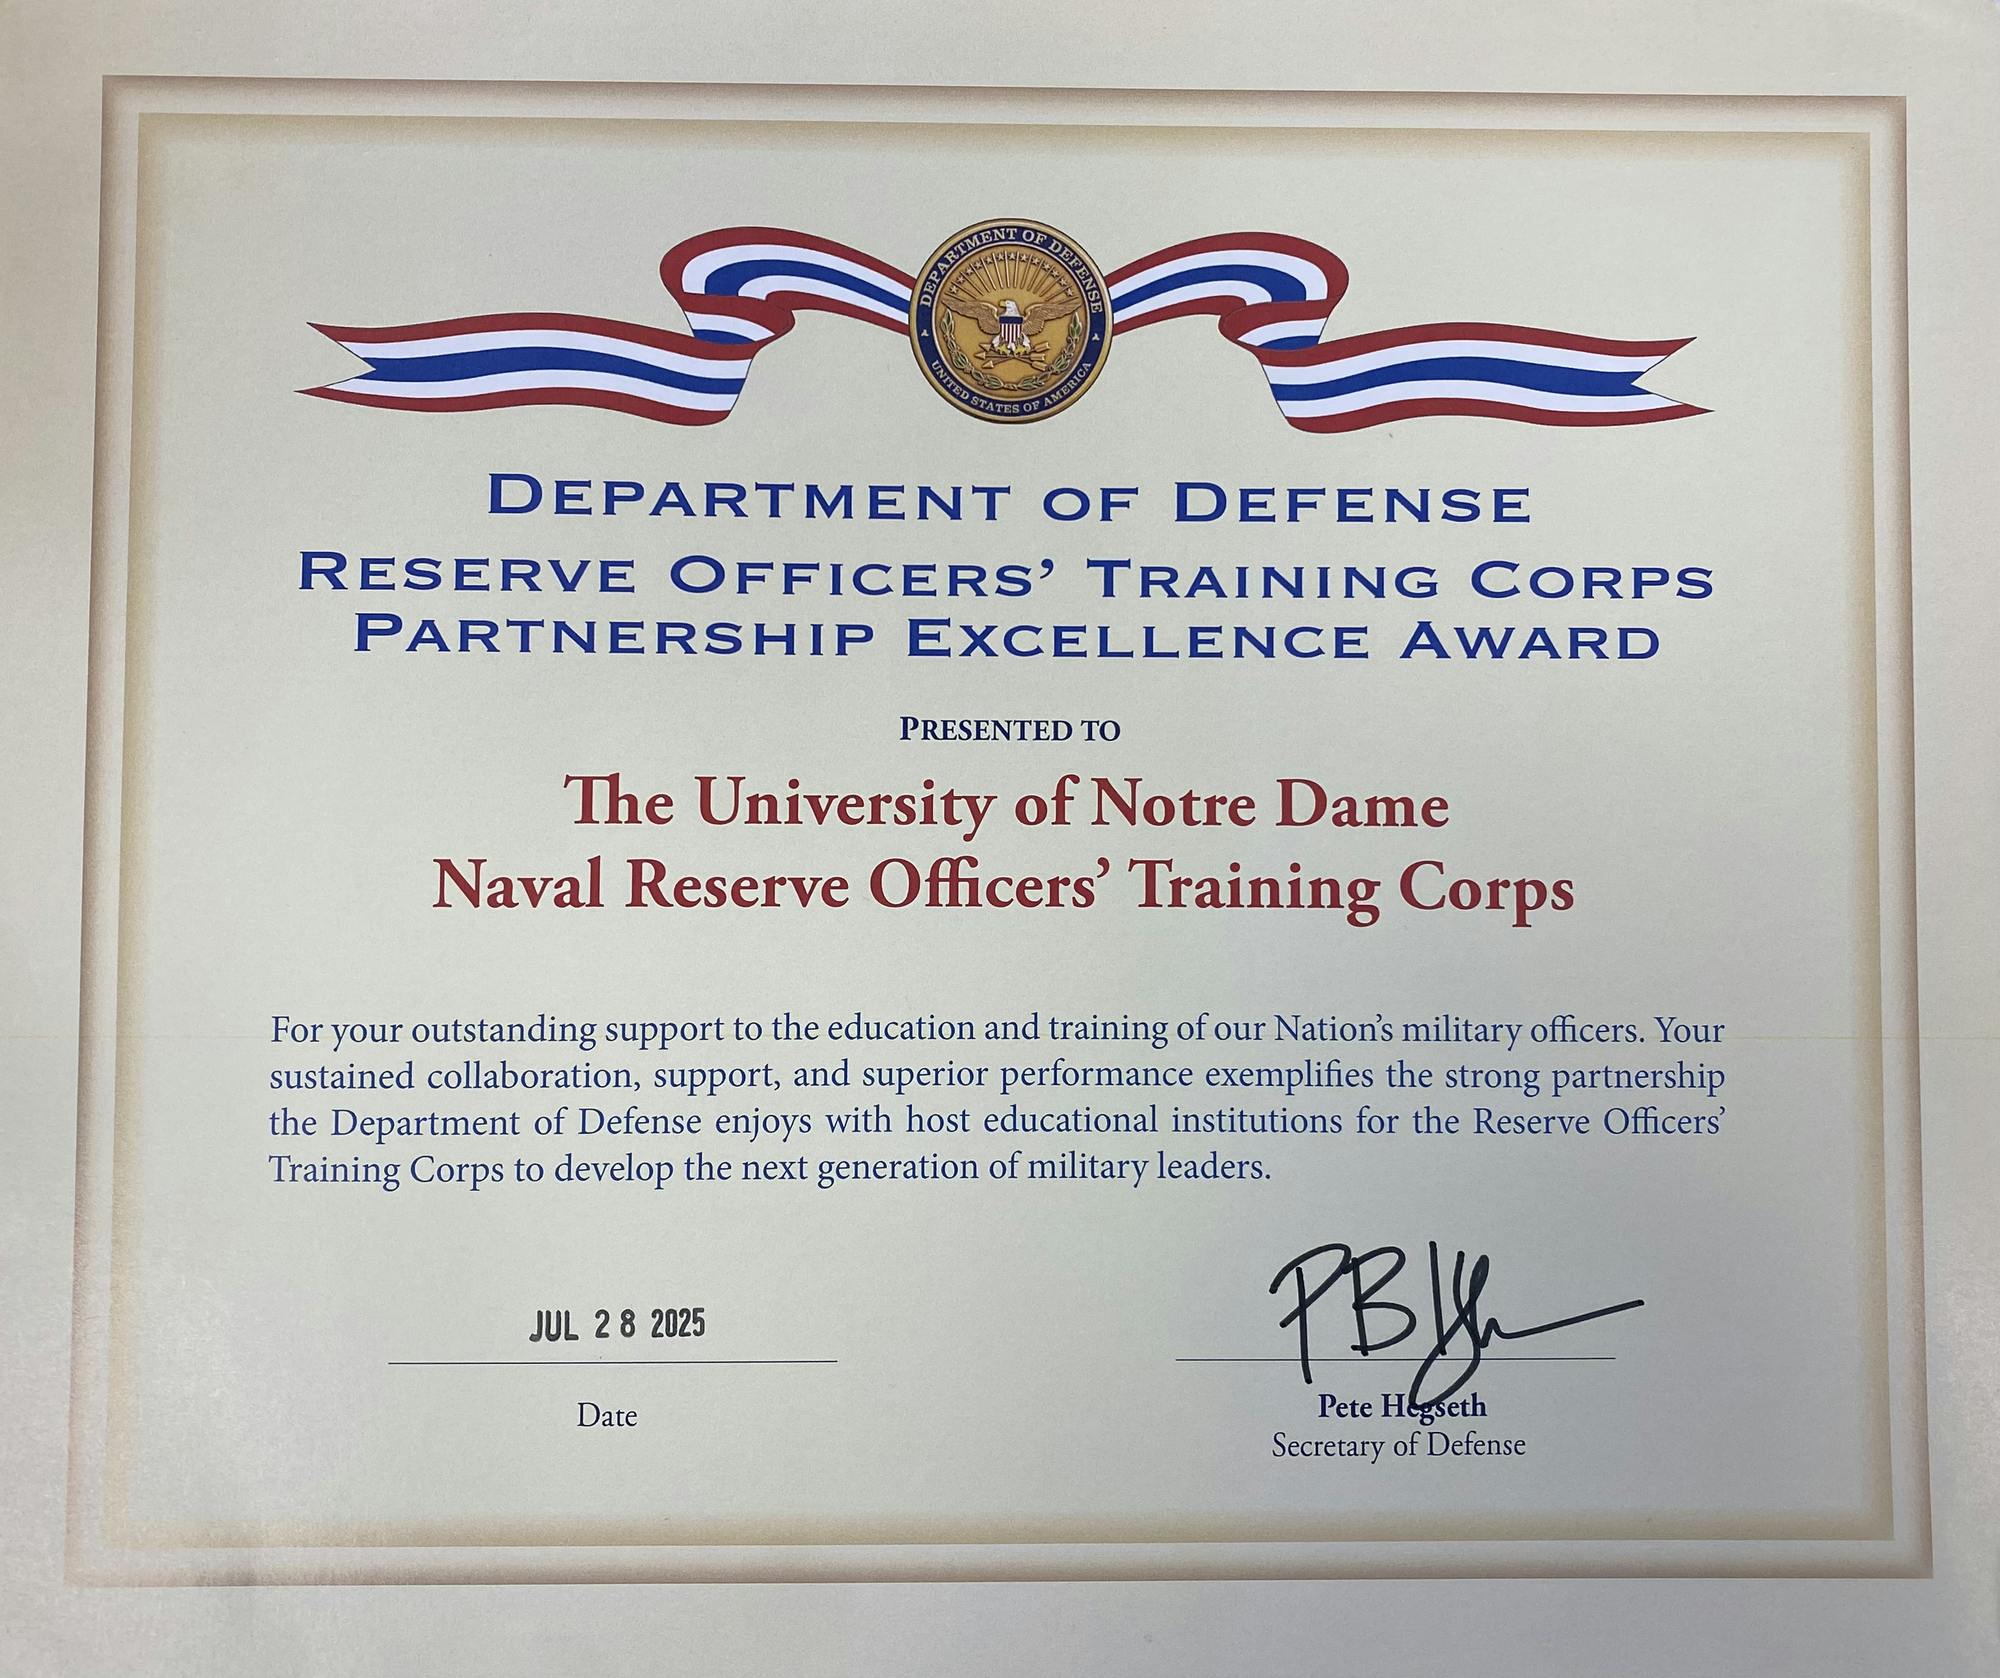 DEPARTMENT OF DEFENSE
UNITED STATES OF AMERICA
DEPARTMENT OF DEFENSE
RESERVE OFFICERS’ TRAINING CORPS
PARTNERSHIP EXCELLENCE AWARD
PRESENTED TO
The University of Notre Dame
Naval Reserve Officers’ Training Corps
For your outstanding support to the education and training of our Nation’s military officers. Your
sustained collaboration, support, and superior performance exemplifies the strong partnership
the Department of Defense enjoys with host educational institutions for the Reserve Officers’
Training Corps to develop the next generation of military leaders.
JUL 28 2025
Date
Pete Hegseth
Secretary of Defense